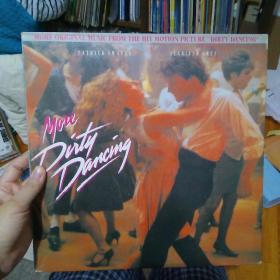 MORE ORIGINAL MUSIC FROM THE HIT MOTION PICTURE "DIRTY DANCING"
PATRICK SWAYZE JENNIFER GREY
More
Dirty
Dancing